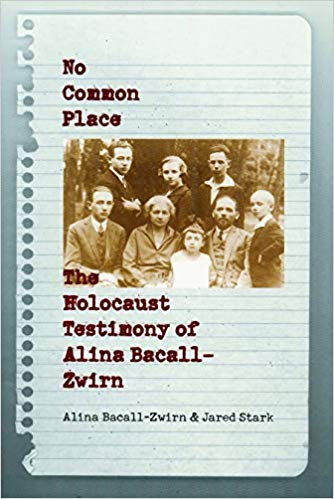 No
Common
Place
The
Holocaust
Testimony of
Alina Bacall-
Zwirn
Alina Bacall-Zwirn & Jared Stark